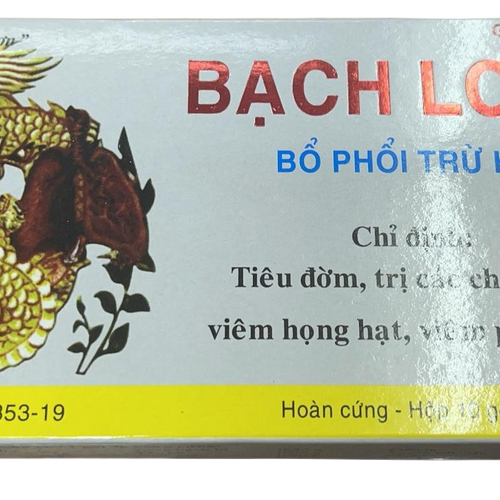 BẠCH LO
BỔ PHỔI TRỪ
Chỉ định:
Tiêu đờm, trị các ch
viêm họng hạt, viêm p
353-19
Hoàn cứng - Hộp 10 g